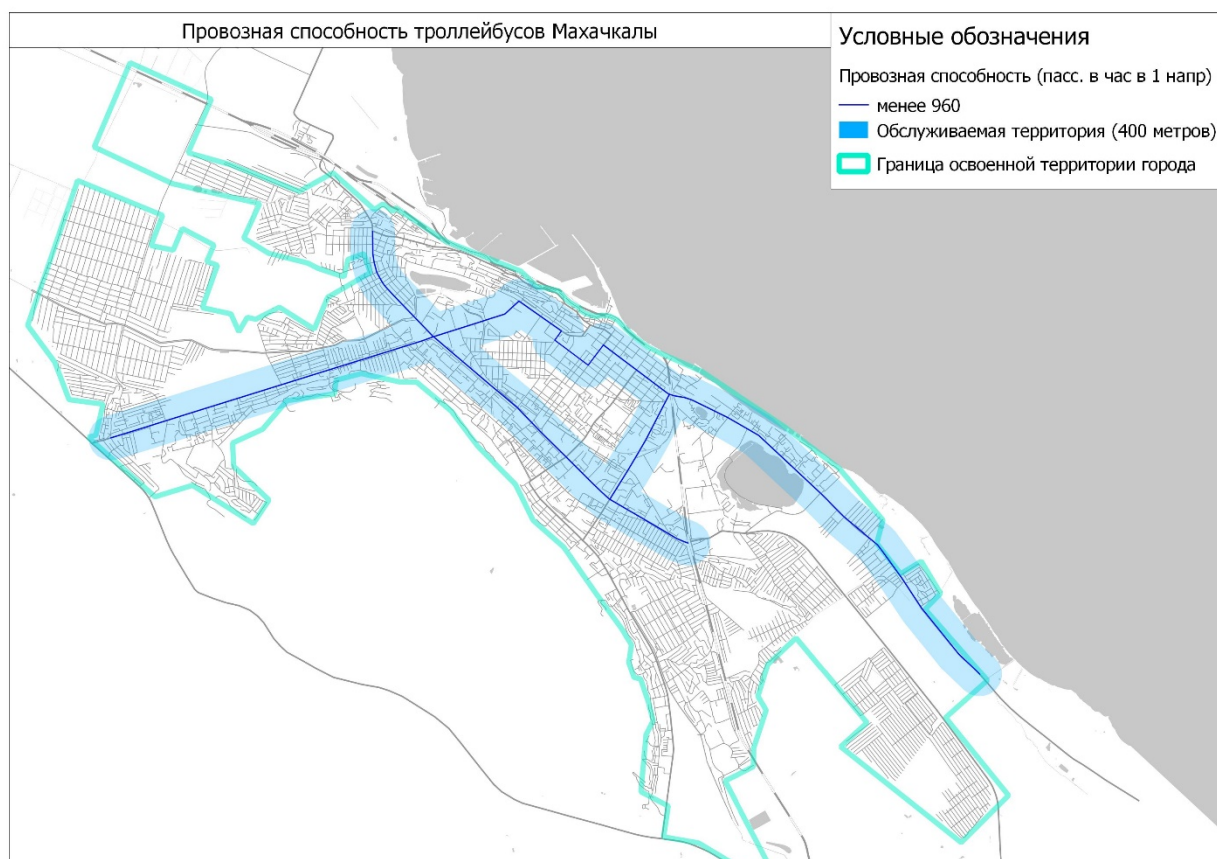 Провозная способность троллейбусов Махачкалы
Условные обозначения
Провозная способность (пасс. в час в 1 напр)
менее 960
Обслуживаемая территория (400 метров)
Граница освоенной территории города